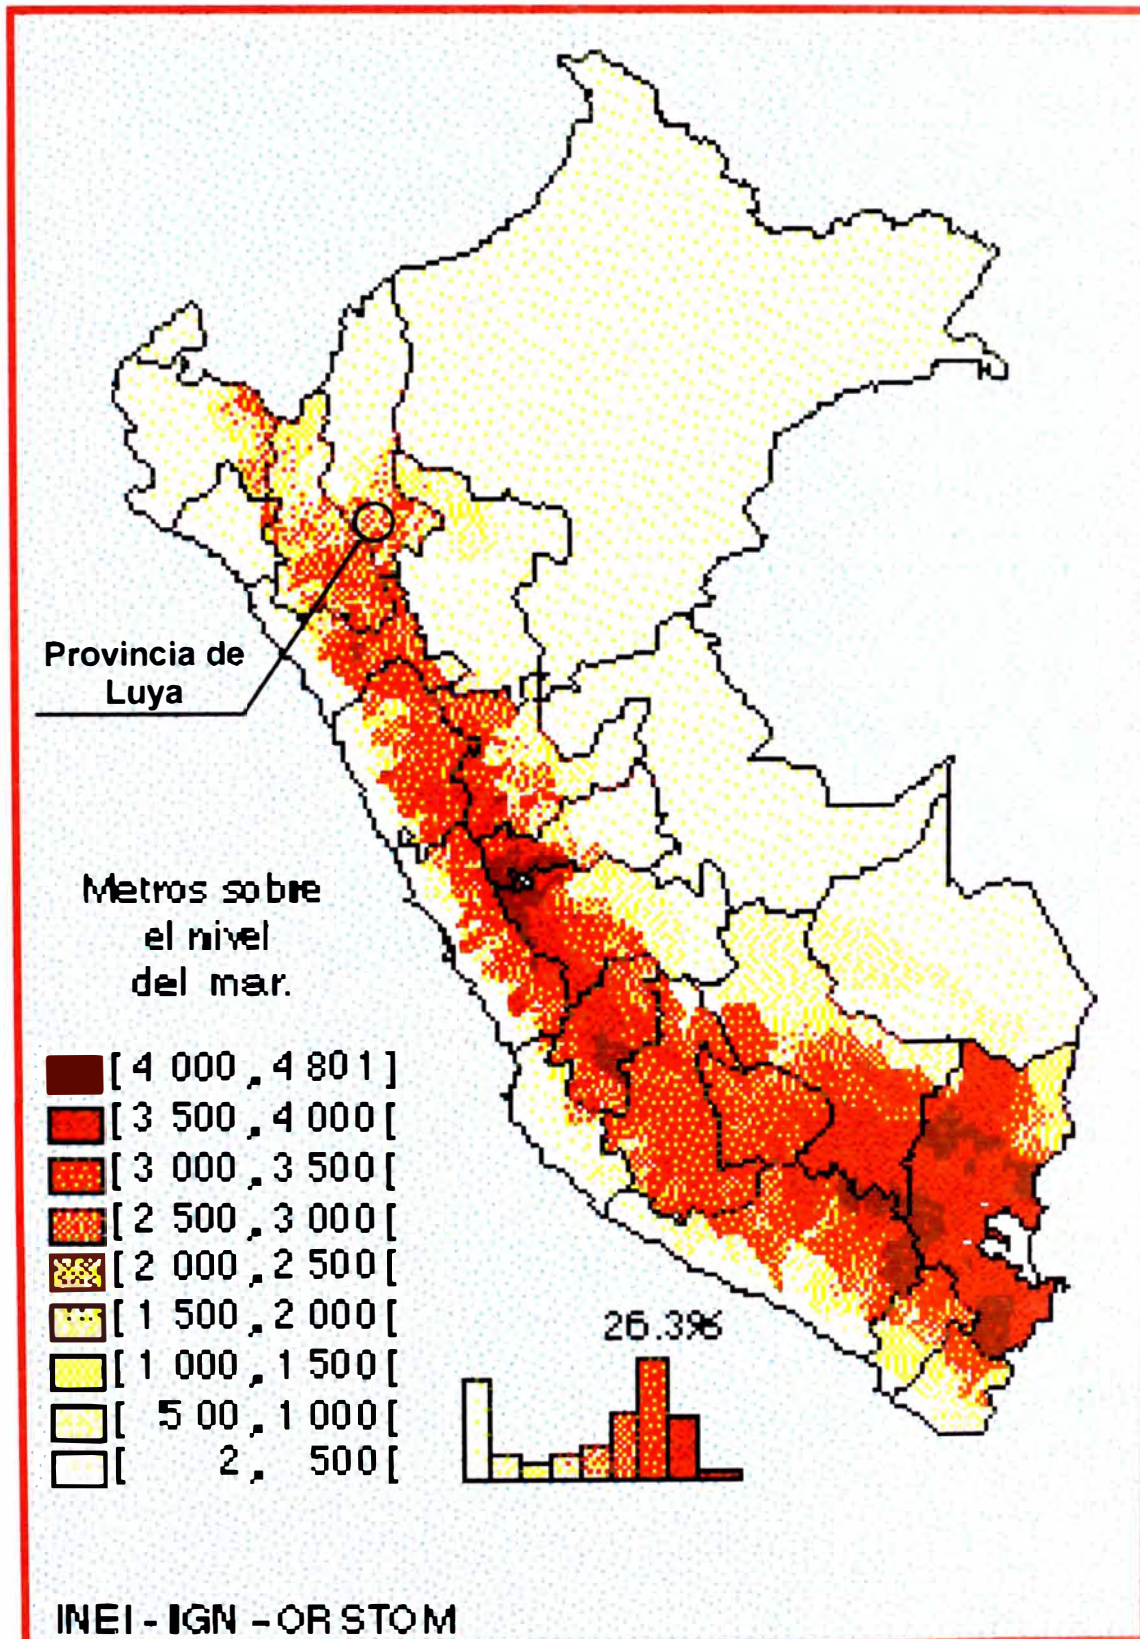 Provincia de
Luya
Metros sobre
el nivel
del mar.
[4 000, 4 801]
[3 500, 4 000[
[3 000, 3 500[
[2 500, 3 000[
[2 000, 2 500[
[1 500, 2 000[
[1 000, 1 500[
[ 500, 1 000[
[ 2, 500[
26.3%
INEI - IGN - ORSTOM